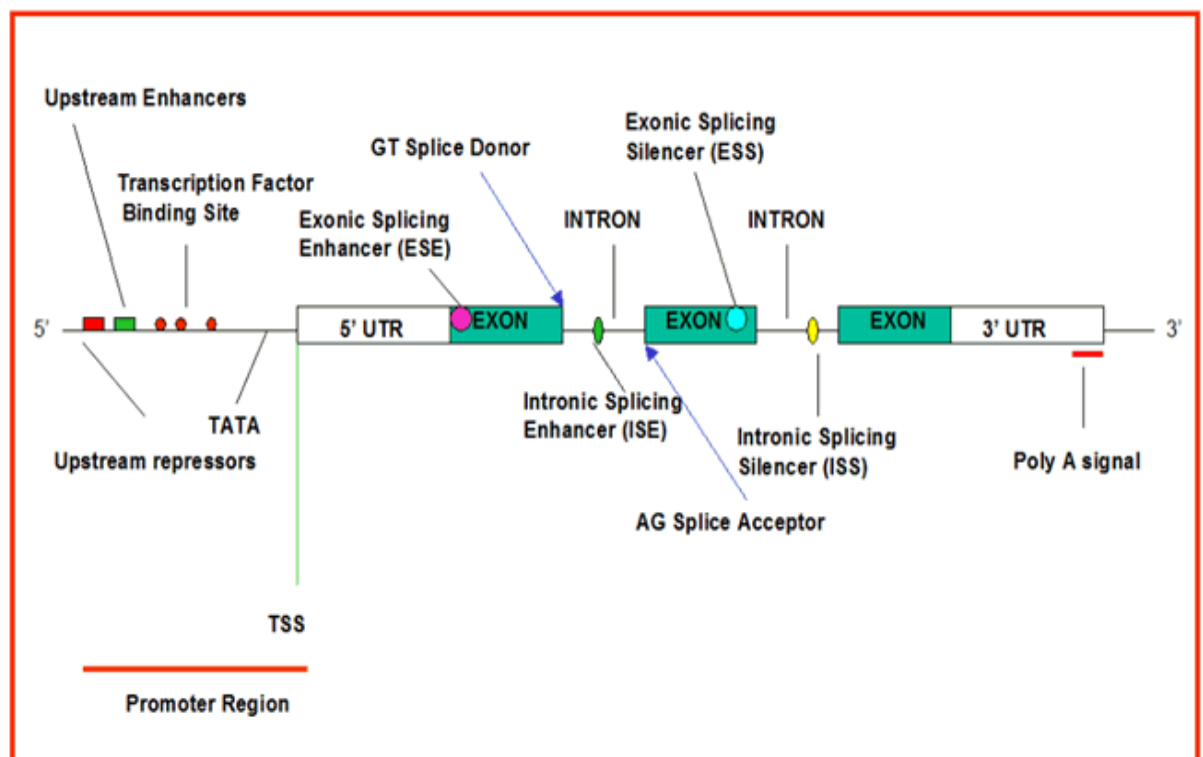 Upstream Enhancers
Transcription Factor
Binding Site
GT Splice Donor
Exonic Splicing
Enhancer (ESE)
INTRON
Exonic Splicing
Silencer (ESS)
INTRON
5'
5' UTR
EXON
EXON
EXON
3' UTR
3'
TATA
Upstream repressors
Intronic Splicing
Enhancer (ISE)
Intronic Splicing
Silencer (ISS)
Poly A signal
AG Splice Acceptor
TSS
Promoter Region